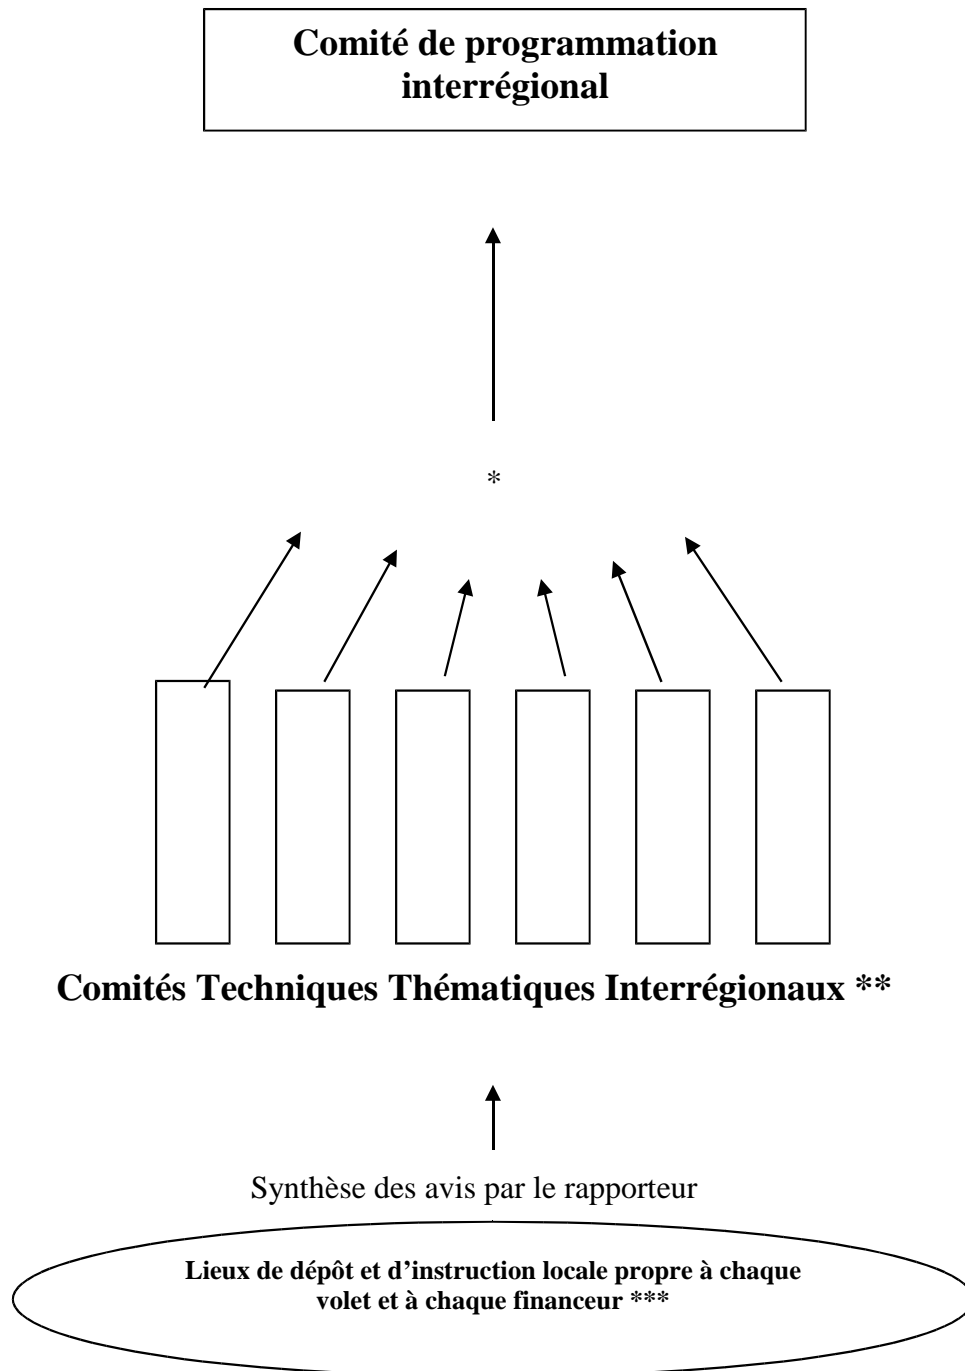 Comité de programmation
interrégional
*
Comités Techniques Thématiques Interrégionaux **
Synthèse des avis par le rapporteur
Lieux de dépôt et d’instruction locale propre à chaque
volet et à chaque financeur ***